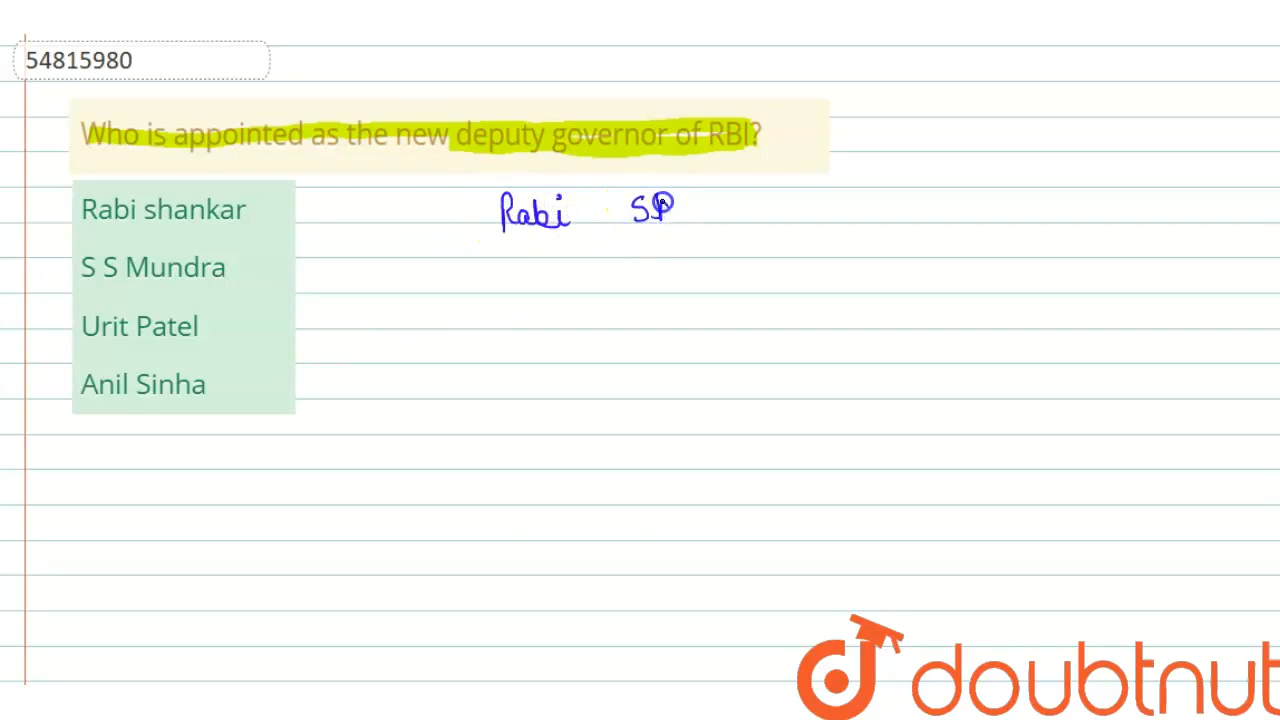 54815980
Who is appointed as the new deputy governor of RBI?
Rabi shankar
Rabi
S S Mundra
Urit Patel
Anil Sinha
doubtnut